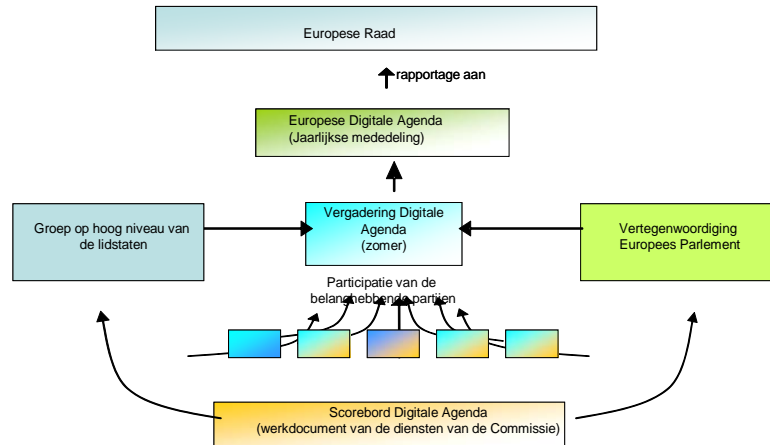 Europese Raad
rapportage aan
Europese Digitale Agenda
(Jaarlijkse mededeling)
Groep op hoog niveau van
de lidstaten
Vergadering Digitale
Agenda
(zomer)
Vertegenwoordiging
Europees Parlement
Participatie van de
belanghebbende partijen
Scorebord Digitale Agenda
(werkdocument van de diensten van de Commissie)